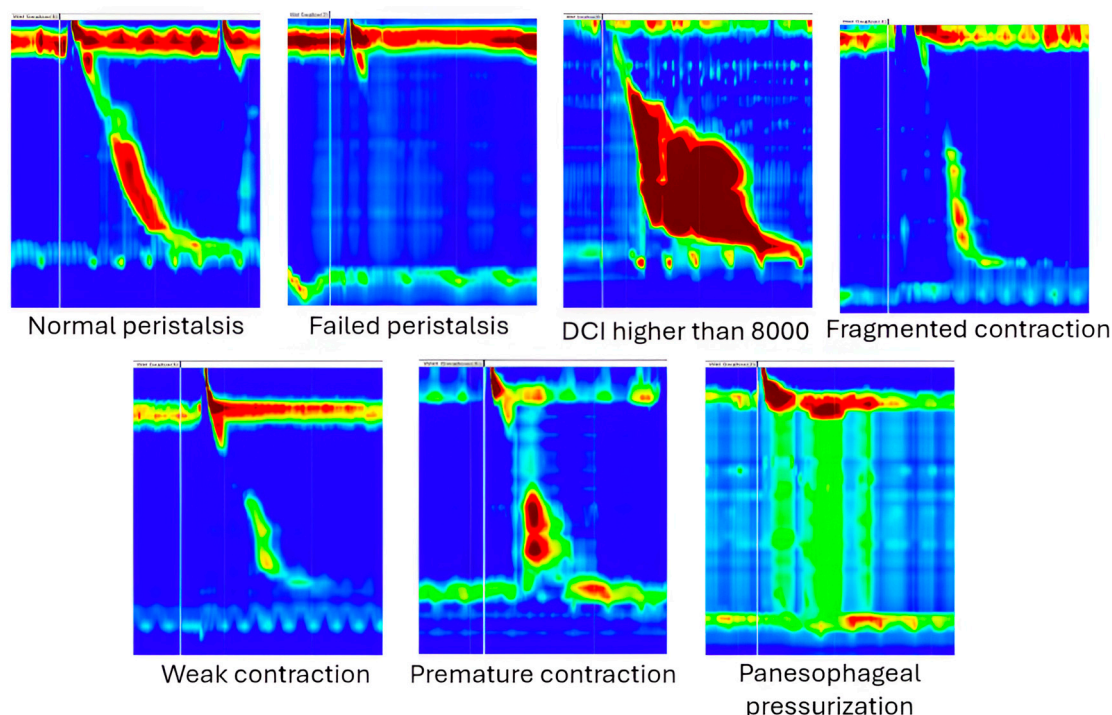 Normal peristalsis
Failed peristalsis
DCI higher than 8000
Fragmented contraction
Weak contraction
Premature contraction
Panesophageal
pressurization